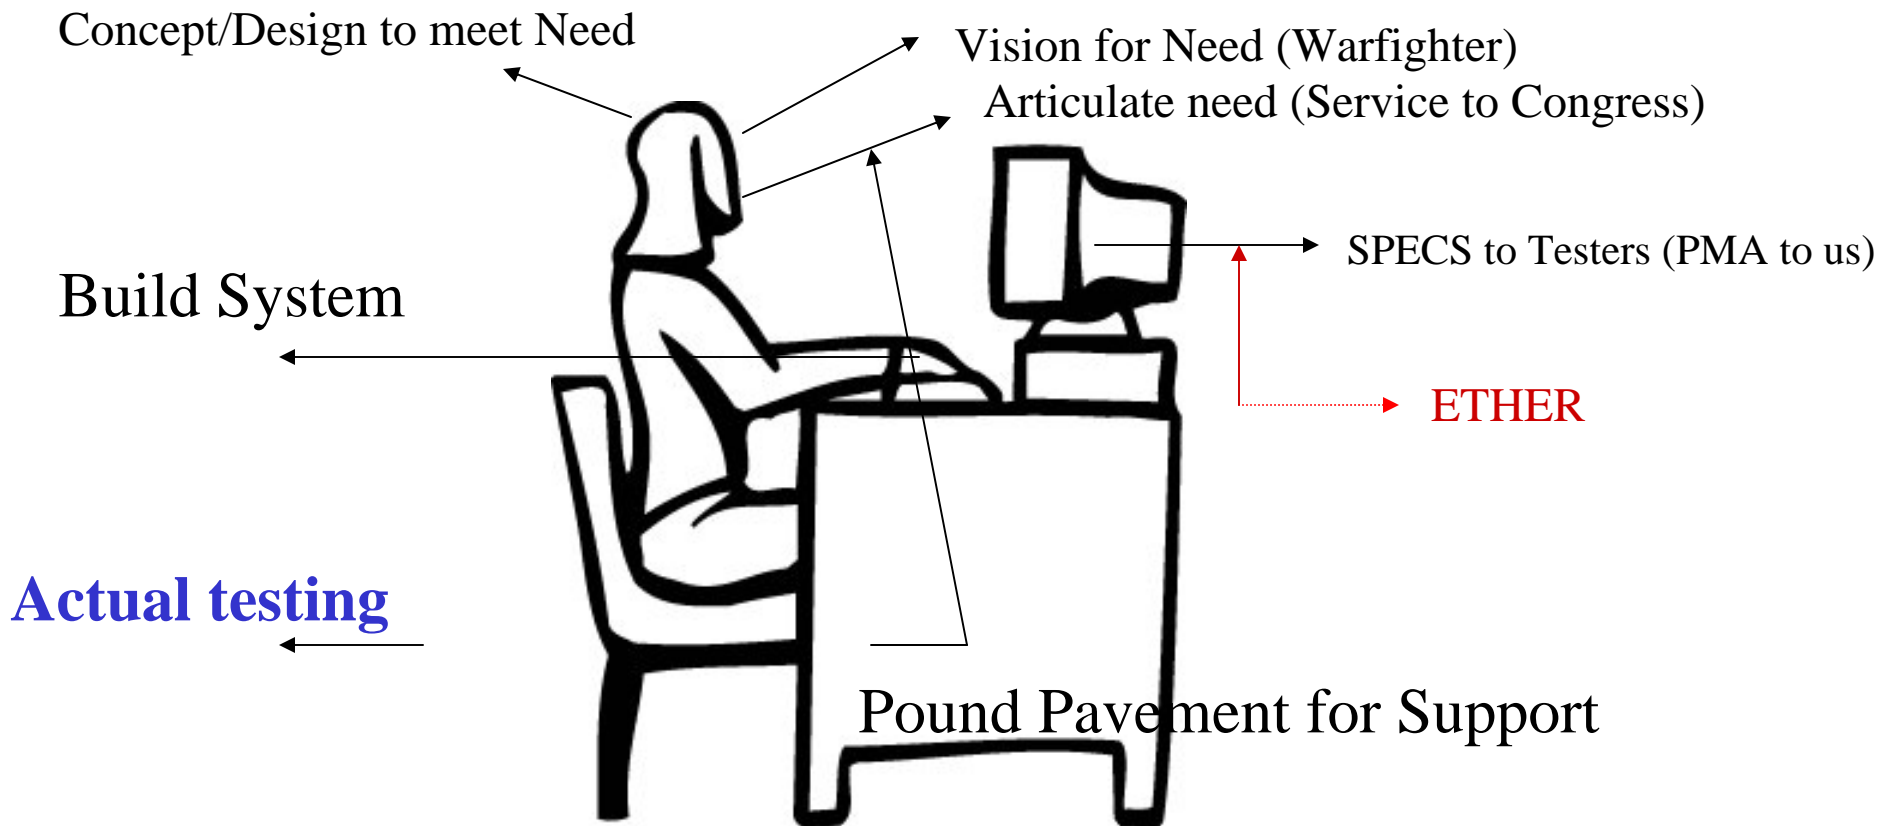 Concept/Design to meet Need
Vision for Need (Warfighter)
Articulate need (Service to Congress)
SPECS to Testers (PMA to us)
Build System
ETHER
Actual testing
Pound Pavement for Support